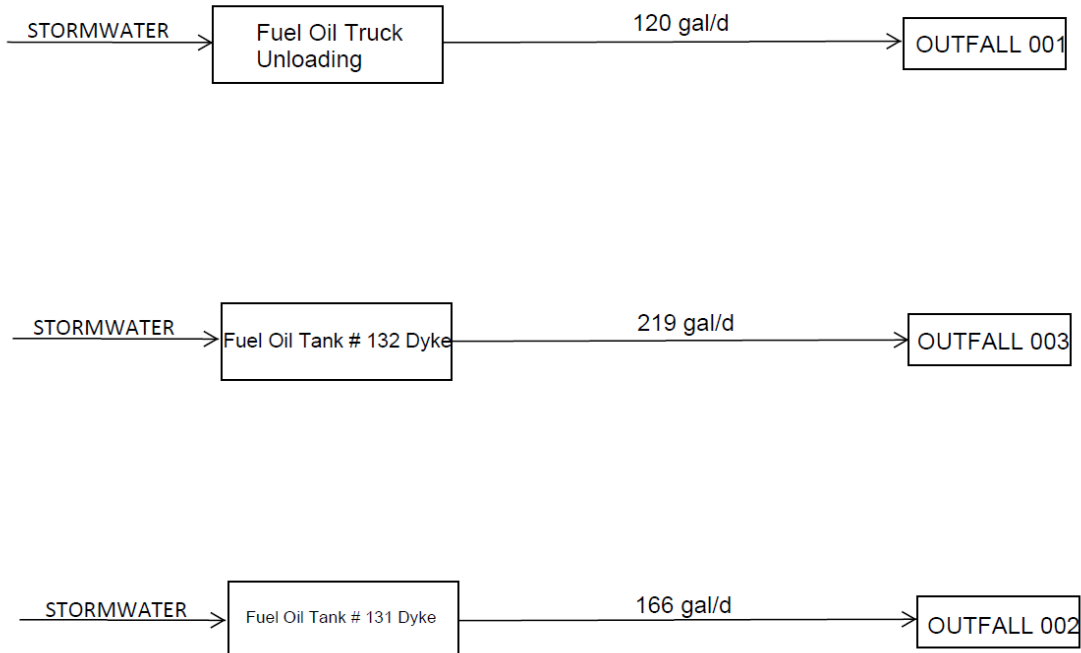 STORMWATER
Fuel Oil Truck
Unloading
120 gal/d
OUTFALL 001
STORMWATER
Fuel Oil Tank # 132 Dyke
219 gal/d
OUTFALL 003
STORMWATER
Fuel Oil Tank # 131 Dyke
166 gal/d
OUTFALL 002